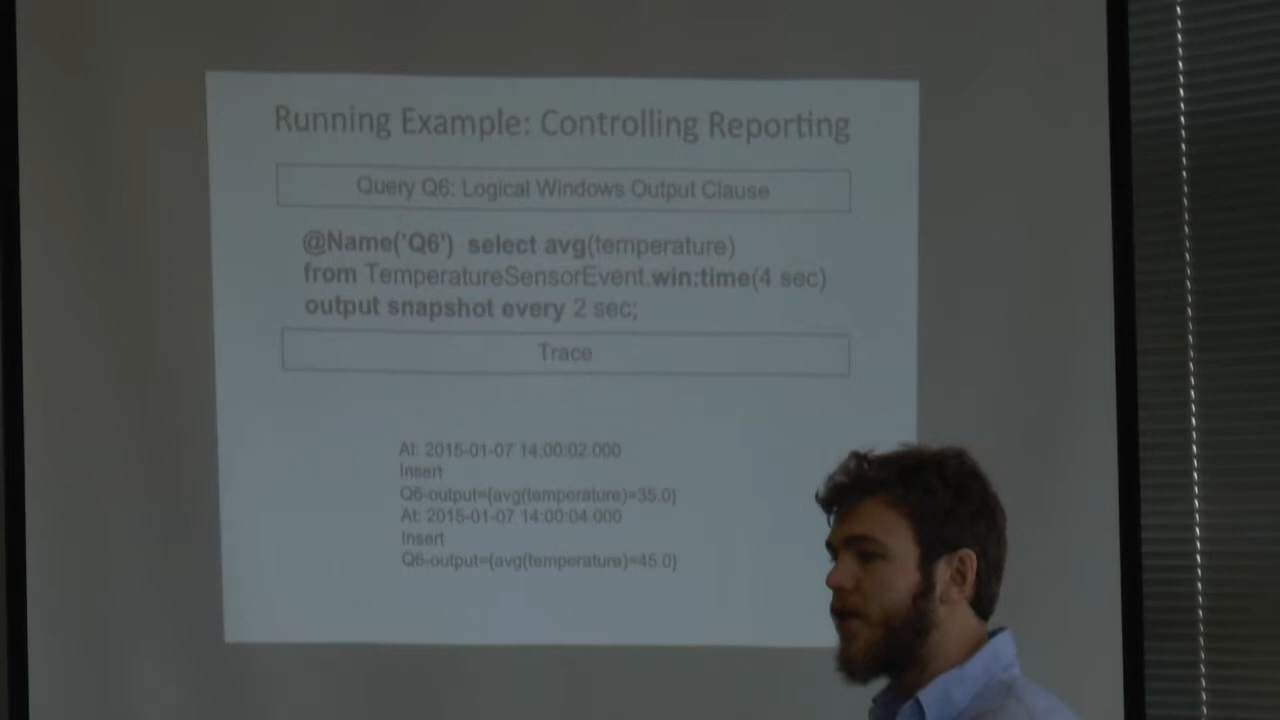 Running Example: Controlling Reporting
Query Q6: Logical Windows Output Clause
@Name('Q6') select avg(temperature)
from TemperatureSensorEvent.win:time(4 sec)
output snapshot every 2 sec;
Trace
At: 2015-01-07 14:00:02.000
Insert
Q6-output={avg(temperature)=35.0}
At: 2015-01-07 14:00:04.000
Insert
Q6-output={avg(temperature)=45.0}